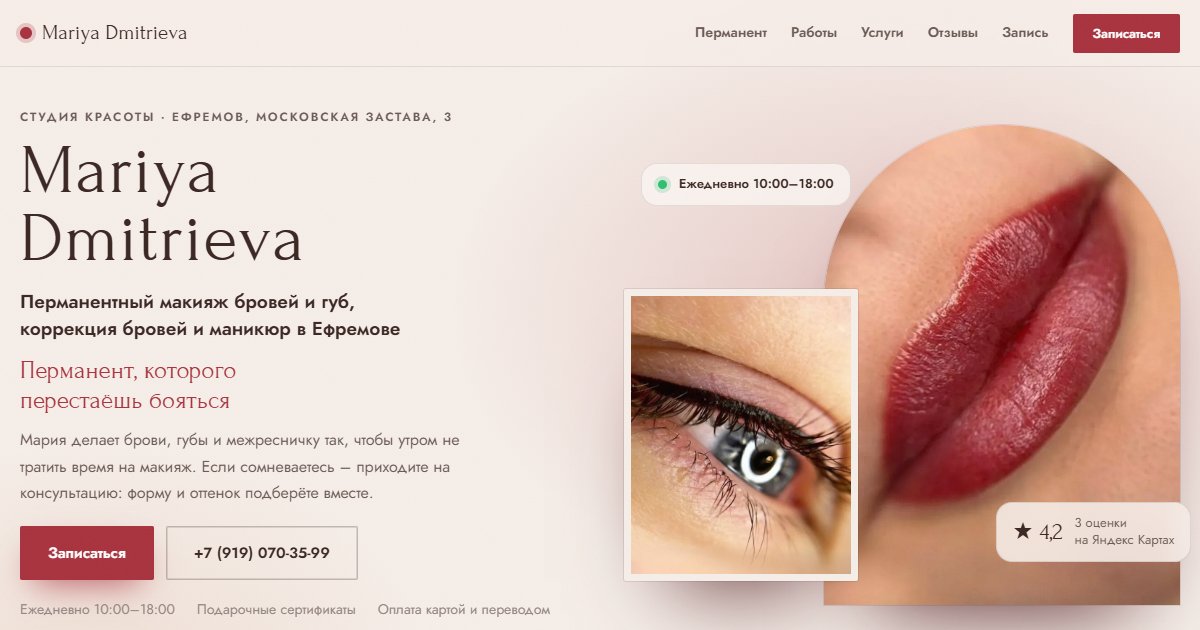 Mariya Dmitrieva
Перманент Работы Услуги Отзывы Запись Записаться
СТУДИЯ КРАСОТЫ · ЕФРЕМОВ, МОСКОВСКАЯ ЗАСТАВА, 3
Mariya
Dmitrieva
Перманентный макияж бровей и губ,
коррекция бровей и маникюр в Ефремове
Перманент, которого
перестаёшь бояться
Мария делает брови, губы и межресничку так, чтобы утром не
тратить время на макияж. Если сомневаетесь – приходите на
консультацию: форму и оттенок подберёте вместе.
Записаться
+7 (919) 070-35-99
Ежедневно 10:00–18:00 Подарочные сертификаты Оплата картой и переводом
Ежедневно 10:00–18:00
★ 4,2
3 оценки
на Яндекс Картах